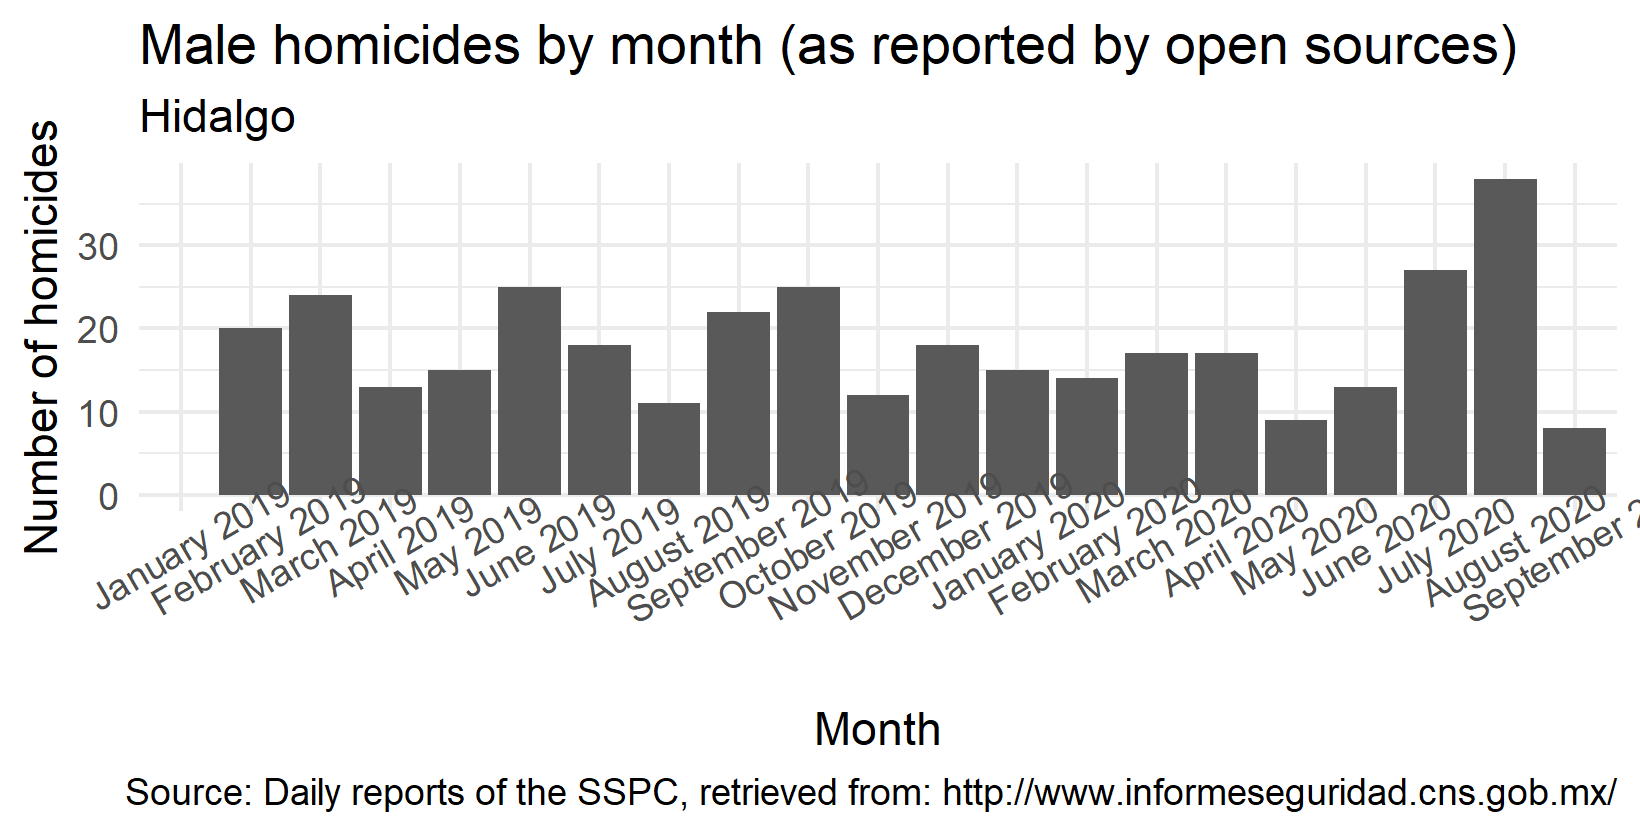 Male homicides by month (as reported by open sources)
Hidalgo
Number of homicides
30
20
10
0
January 2019
February 2019
March 2019
April 2019
May 2019
June 2019
July 2019
August 2019
September 2019
October 2019
November 2019
December 2019
January 2020
February 2020
March 2020
April 2020
May 2020
June 2020
July 2020
August 2020
September 2
Month
Source: Daily reports of the SSPC, retrieved from: http://www.informeseguridad.cns.gob.mx/